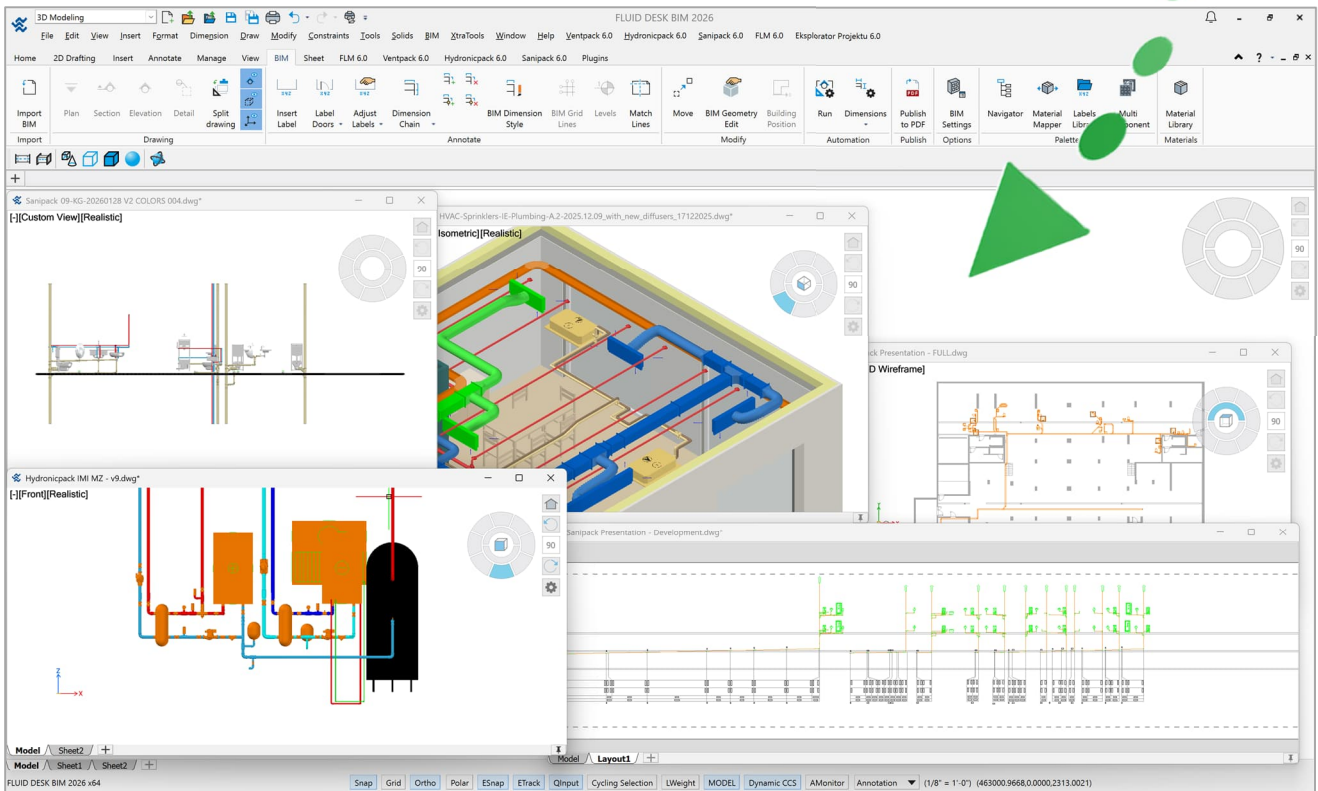 3D Modeling
FLUID DESK BIM 2026
File Edit View Insert Format Dimension Draw Modify Constraints Tools Solids BIM XtraTools Window Help Ventpack 6.0 Hydronicpack 6.0 Sanipack 6.0 FLM 6.0 Eksplorator Projektu 6.0
Home 2D Drafting Insert Annotate Manage View BIM Sheet FLM 6.0 Ventpack 6.0 Hydronicpack 6.0 Sanipack 6.0 Plugins
Import BIM
Plan Section Elevation Detail
Split drawing
Insert Label
Label Doors
Adjust Labels
Dimension Chain
BIM Dimension Style
BIM Grid Lines
Levels
Match Lines
Move
BIM Geometry Edit
Building Position
Run
Dimensions
Publish to PDF
BIM Settings
Navigator
Material Mapper
Labels
Multi
Material Library
Import Drawing Annotate Modify Automation Publish Options Materials
Sanipack 09-KG-20260128 V2 COLORS 004.dwg*
[-][Custom View][Realistic]
90
HVAC-Sprinklers-IE-Plumbing-A.2-2025.12.09_with_new_diffusers_17122025.dwg*
Isometric][Realistic]
90
90
ck Presentation - FULL.dwg
D Wireframe]
90
Hydronicpack IMI MZ - v9.dwg*
[-][Front][Realistic]
90
Z
X
Model Sheet2
Sanipack Presentation - Development.dwg*
Model Layout1
Model Sheet1 Sheet2
FLUID DESK BIM 2026 x64
Snap Grid Ortho Polar ESnap ETrack QInput Cycling Selection LWeight MODEL Dynamic CCS AMonitor Annotation (1/8" = 1'-0") (463000.9668,0.0000,2313.0021)